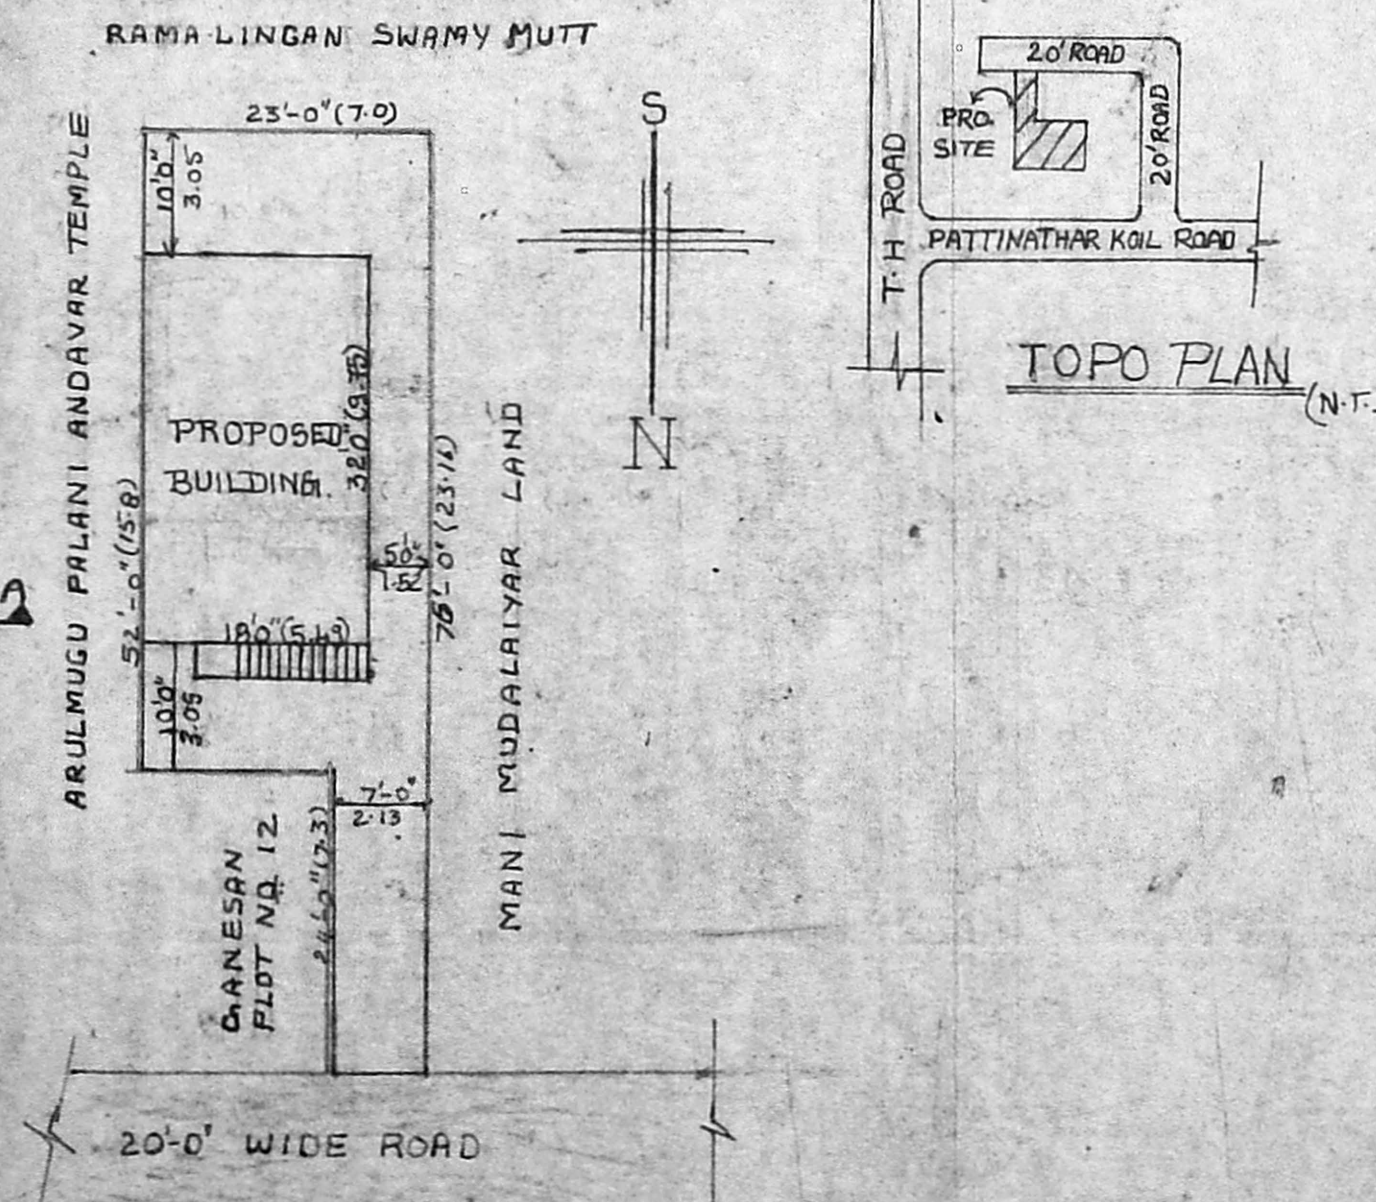 RAMA LINGAN SWAMY MUTT
23'-0" (7.0)
10'0"
3.05
ARULMUGU PALANI ANDAVAR TEMPLE
PROPOSED
BUILDING.
32'0" (9.75)
52'-0" (15.8)
5'0"
1.52
76'-0" (23.16)
18'0" (5.49)
10'0"
3.05
7'-0"
2.13
24'-0" (7.3)
GANESAN
PLOT NO 12
MANI MUDALAIYAR LAND
20'-0" WIDE ROAD
S
N
20' ROAD
20' ROAD
PRO.
SITE
T.H ROAD
PATTINATHAR KOIL ROAD
TOPO PLAN
(N.T.